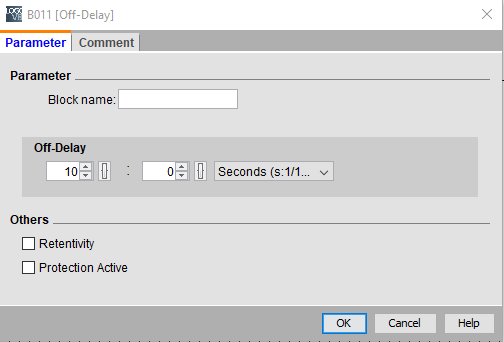 B011 [Off-Delay]
Parameter Comment
Parameter
Block name:
Off-Delay
10 : 0 Seconds (s:1/1...
Others
Retentivity
Protection Active
OK Cancel Help